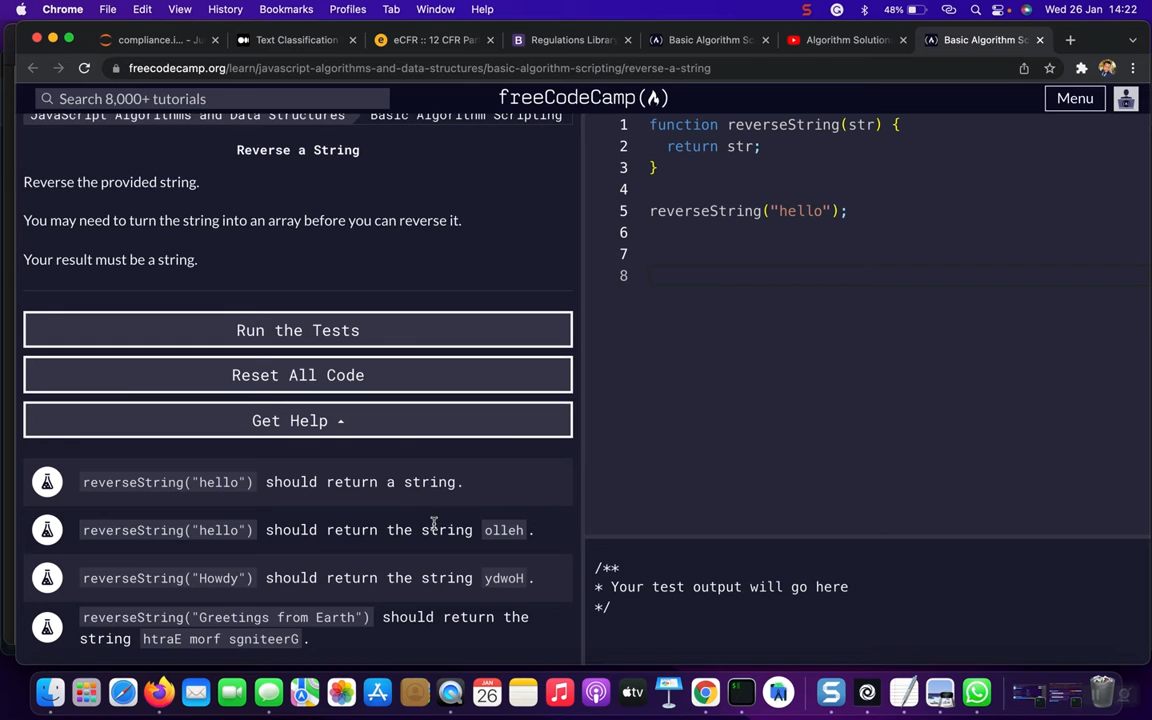 Chrome File Edit View History Bookmarks Profiles Tab Window Help 48% Wed 26 Jan 14:22
compliance.i... - Ju Text Classification eCFR :: 12 CFR Par Regulations Librar Basic Algorithm Sc Algorithm Solution Basic Algorithm Sc
freecodecamp.org/learn/javascript-algorithms-and-data-structures/basic-algorithm-scripting/reverse-a-string
Search 8,000+ tutorials
freeCodeCamp
Menu
JavaScript Algorithms and Data Structures Basic Algorithm Scripting
Reverse a String
Reverse the provided string.
You may need to turn the string into an array before you can reverse it.
Your result must be a string.
Run the Tests
Reset All Code
Get Help
reverseString("hello") should return a string.
reverseString("hello") should return the string olleh.
reverseString("Howdy") should return the string ydwoH.
reverseString("Greetings from Earth") should return the
string htraE morf sgniteerG.
1 function reverseString(str) {
2 return str;
3 }
4
5 reverseString("hello");
6
7
8
/**
* Your test output will go here
*/
JAN
26
tv